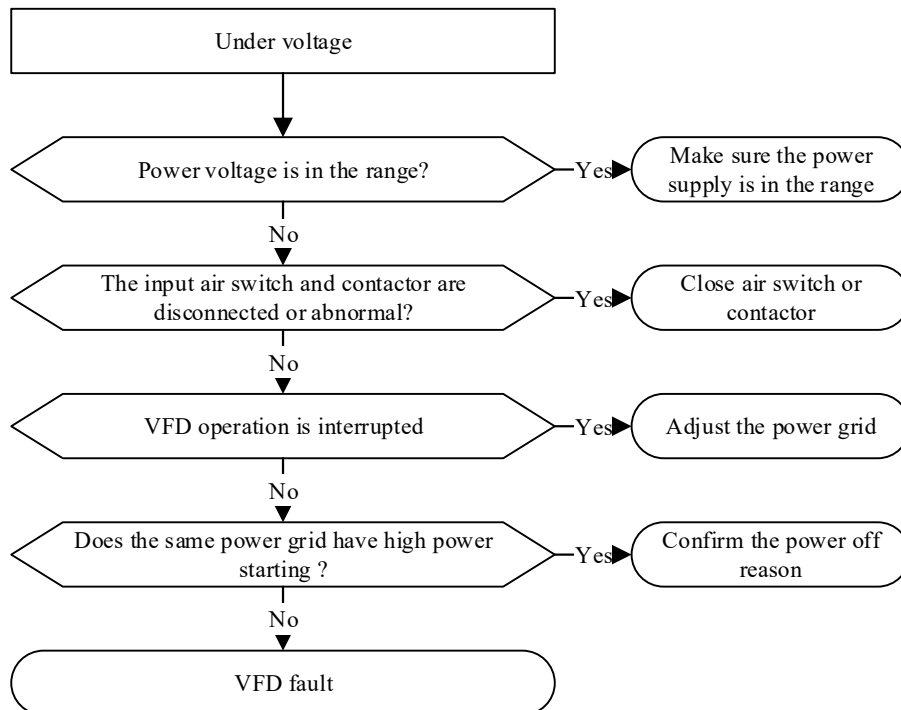 Under voltage
Power voltage is in the range?
Yes
Make sure the power
supply is in the range
No
The input air switch and contactor are
disconnected or abnormal?
Yes
Close air switch or
contactor
No
VFD operation is interrupted
Yes
Adjust the power grid
No
Does the same power grid have high power
starting ?
Yes
Confirm the power off
reason
No
VFD fault